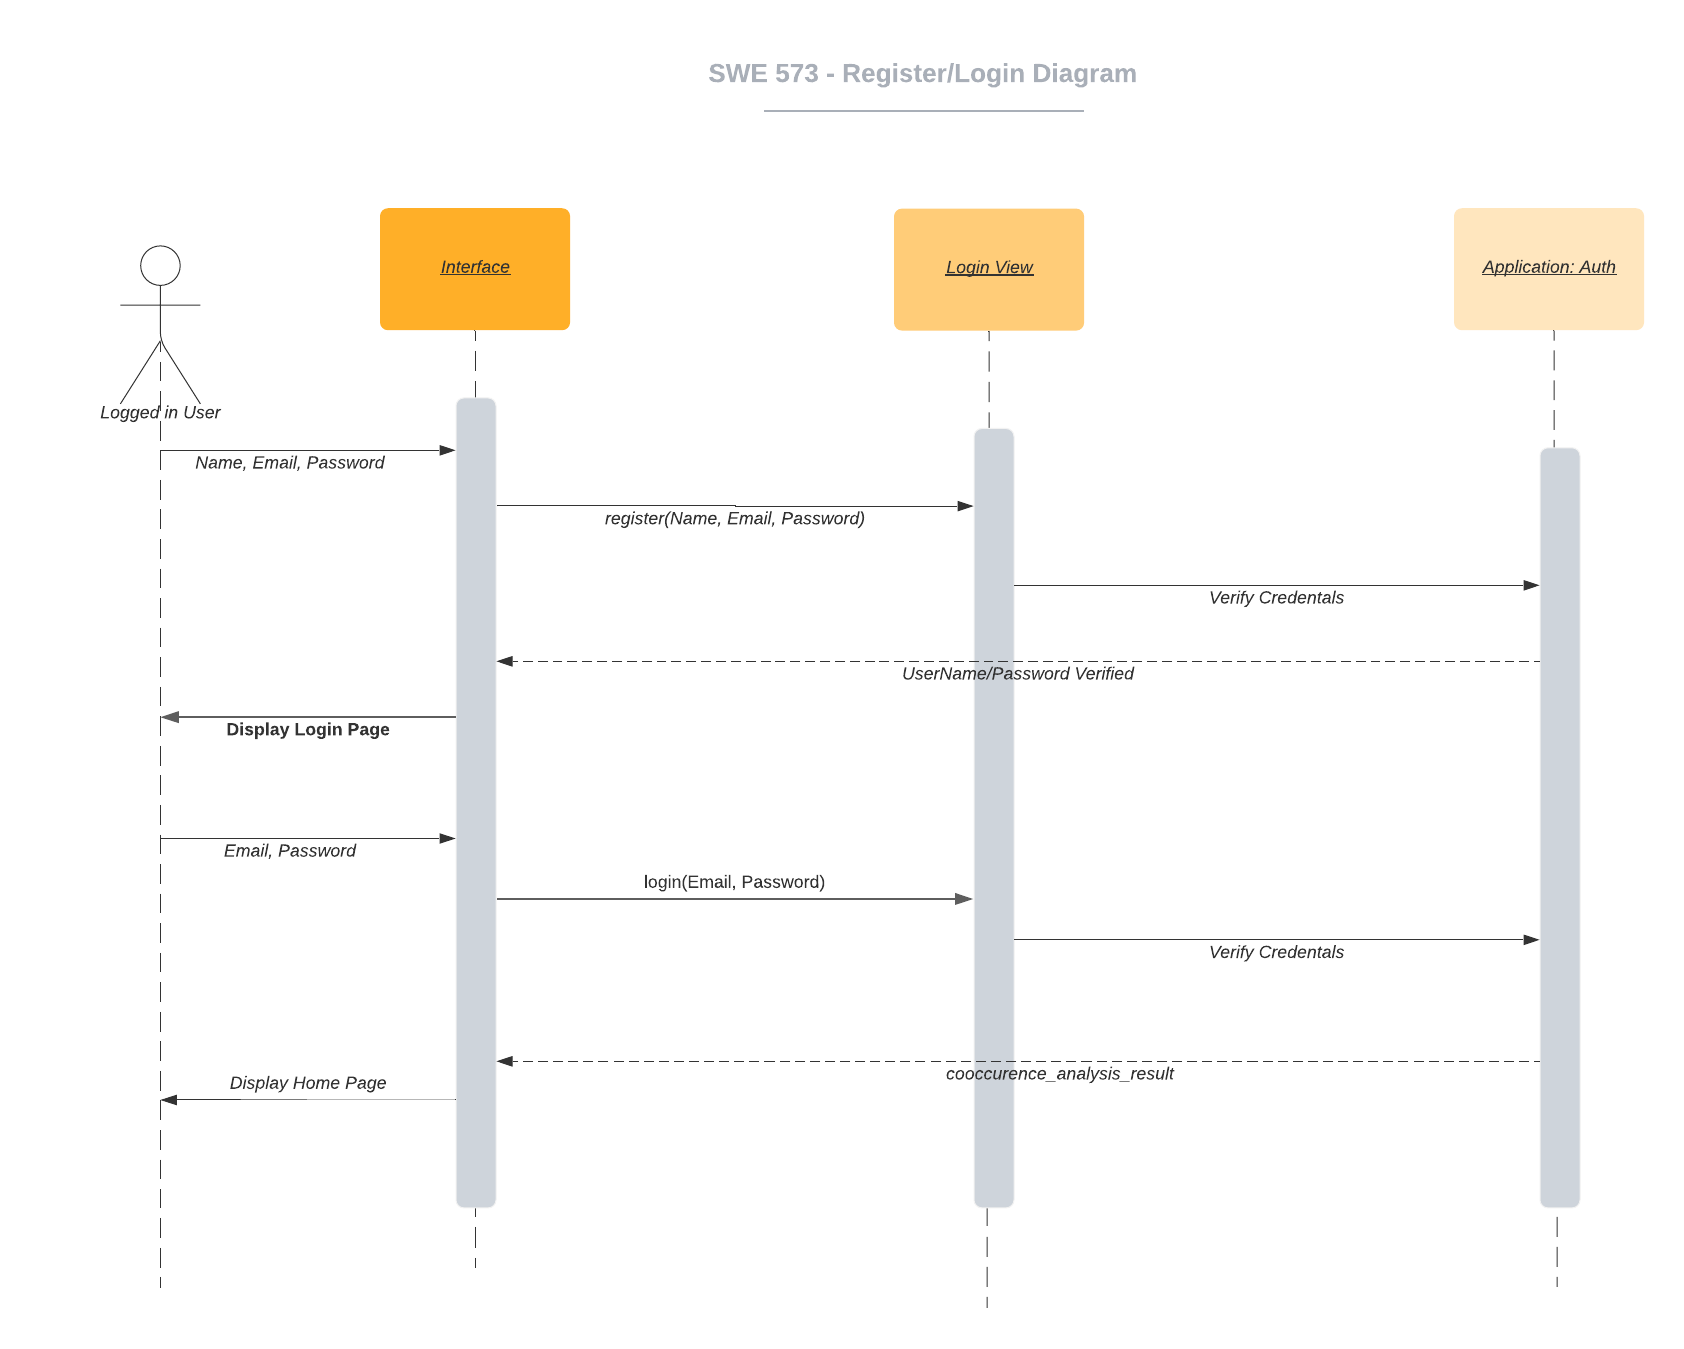 SWE 573 - Register/Login Diagram
Interface
Login View
Application: Auth
Logged in User
Name, Email, Password
register(Name, Email, Password)
Verify Credentals
UserName/Password Verified
Display Login Page
Email, Password
login(Email, Password)
Verify Credentals
cooccurence_analysis_result
Display Home Page